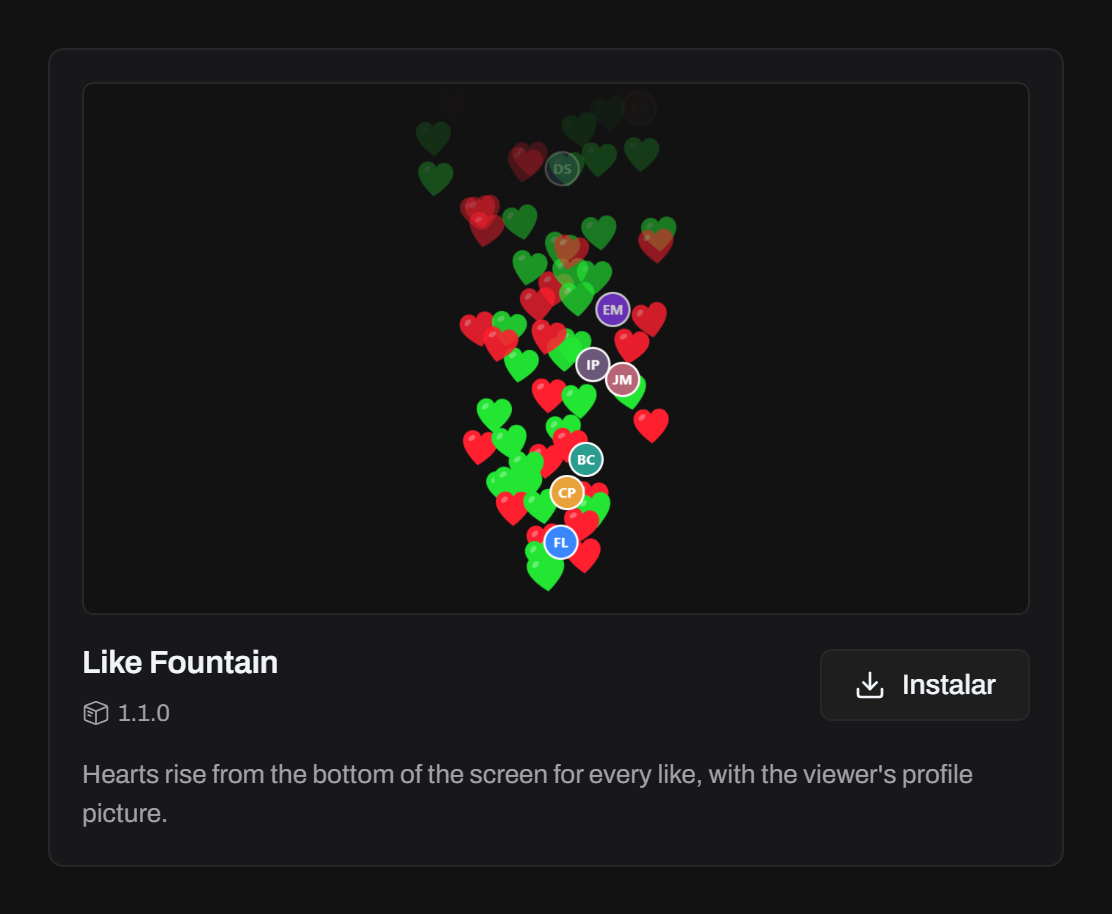 DS
EM
IP
JM
BC
CP
FL
Like Fountain
Instalar
1.1.0
Hearts rise from the bottom of the screen for every like, with the viewer's profile
picture.